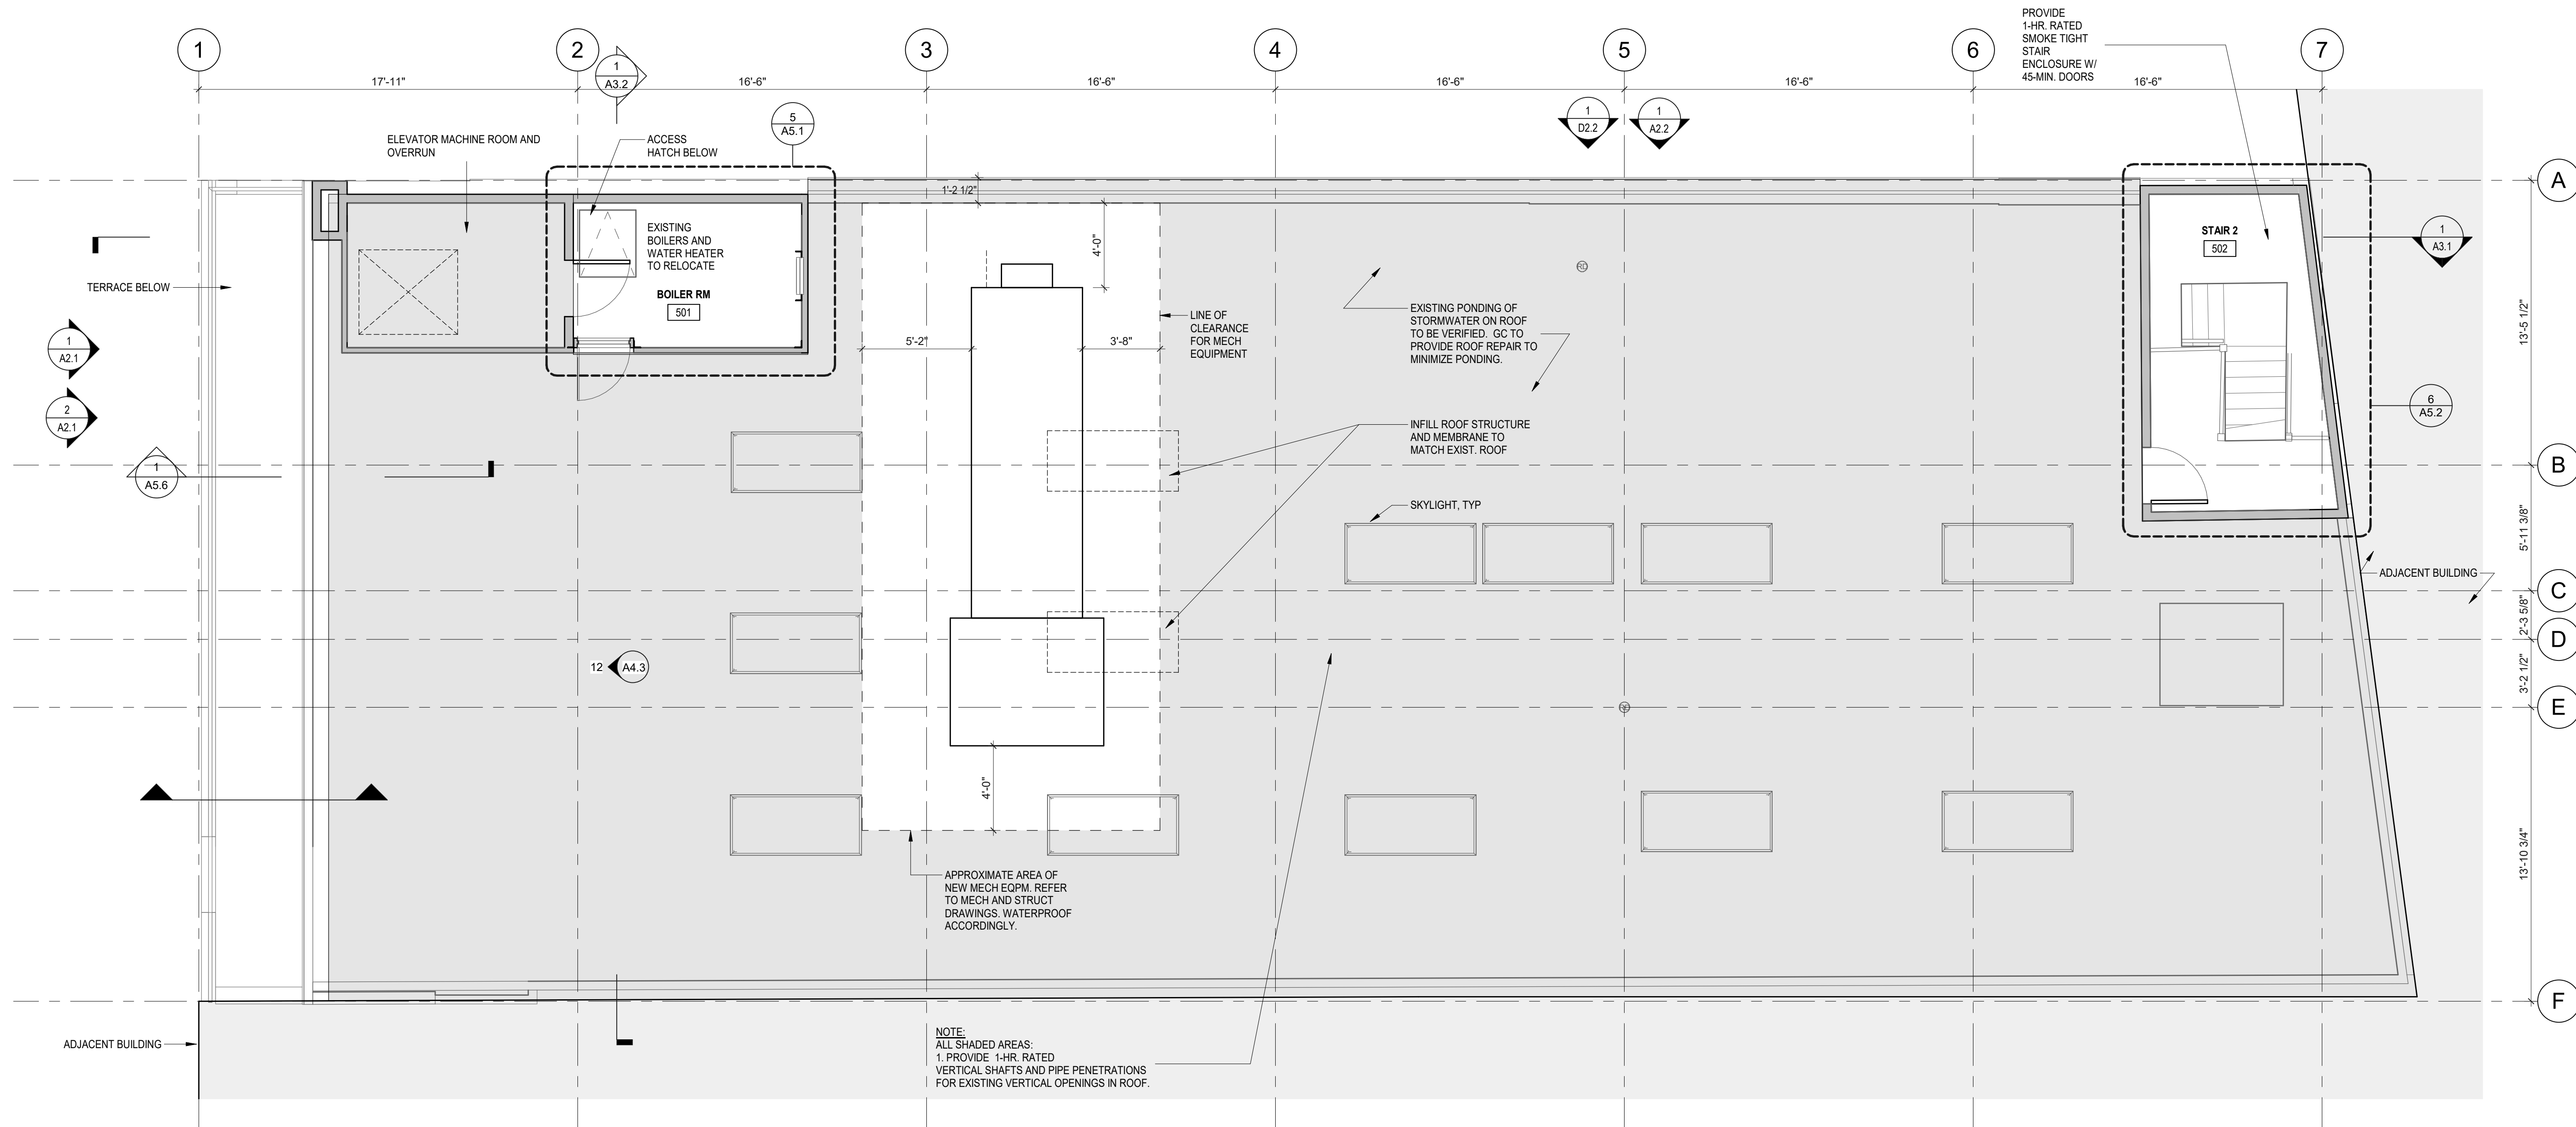 PROVIDE
1-HR. RATED
SMOKE TIGHT
STAIR
ENCLOSURE W/
45-MIN. DOORS
1
2
3
4
5
6
7
17'-11"
16'-6"
16'-6"
16'-6"
16'-6"
16'-6"
1
A3.2
5
A5.1
1
D2.2
1
A2.2
ELEVATOR MACHINE ROOM AND
OVERRUN
ACCESS
HATCH BELOW
A
1'-2 1/2"
EXISTING
BOILERS AND
WATER HEATER
TO RELOCATE
BOILER RM
501
4'-0"
STAIR 2
502
1
A3.1
RD
TERRACE BELOW
LINE OF
CLEARANCE
FOR MECH
EQUIPMENT
EXISTING PONDING OF
STORMWATER ON ROOF
TO BE VERIFIED. GC TO
PROVIDE ROOF REPAIR TO
MINIMIZE PONDING.
13'-5 1/2"
1
A2.1
5'-2"
3'-8"
2
A2.1
6
A5.2
INFILL ROOF STRUCTURE
AND MEMBRANE TO
MATCH EXIST. ROOF
1
A5.6
B
SKYLIGHT, TYP
5'-11 3/8"
ADJACENT BUILDING
C
2'-3 5/8"
D
12
A4.3
3'-2 1/2"
E
4'-0"
13'-10 3/4"
APPROXIMATE AREA OF
NEW MECH EQPM. REFER
TO MECH AND STRUCT
DRAWINGS. WATERPROOF
ACCORDINGLY.
F
ADJACENT BUILDING
NOTE:
ALL SHADED AREAS:
1. PROVIDE 1-HR. RATED
VERTICAL SHAFTS AND PIPE PENETRATIONS
FOR EXISTING VERTICAL OPENINGS IN ROOF.